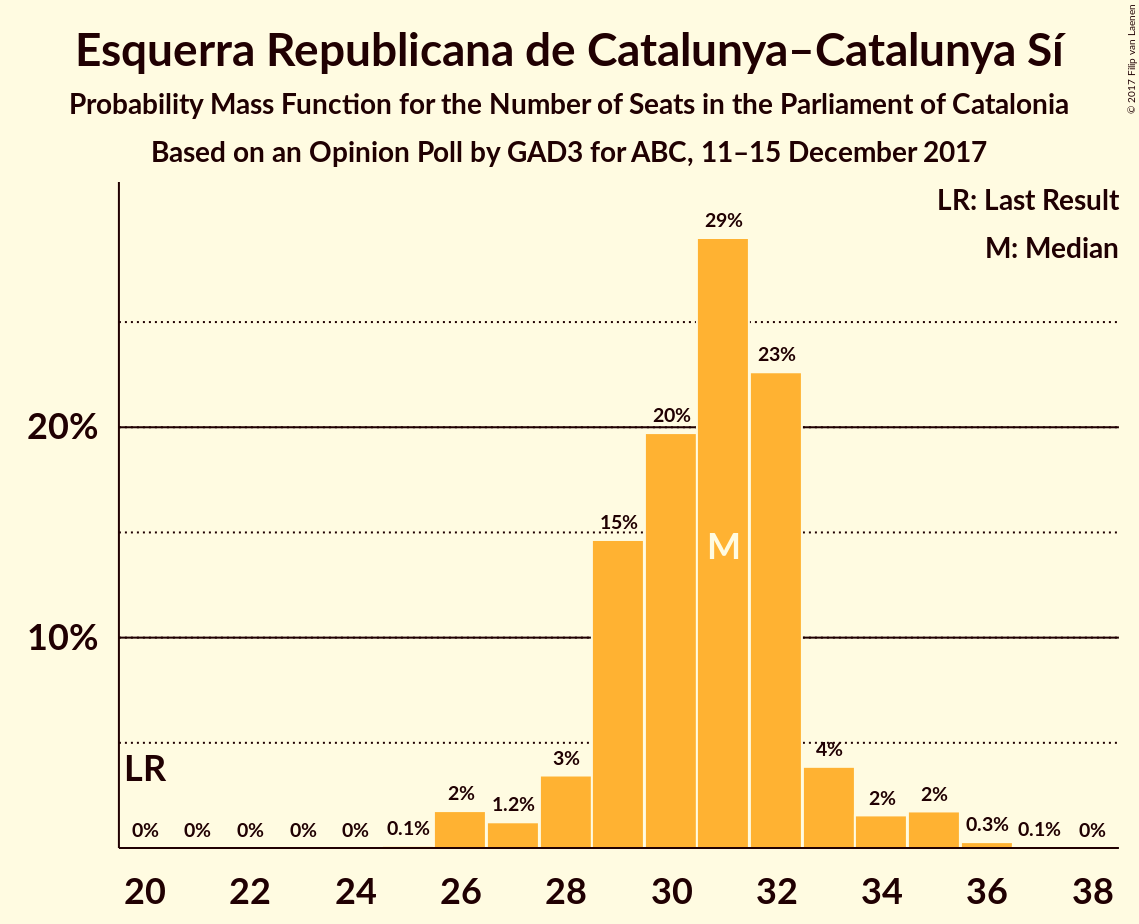 Esquerra Republicana de Catalunya–Catalunya Sí
Probability Mass Function for the Number of Seats in the Parliament of Catalonia
Based on an Opinion Poll by GAD3 for ABC, 11–15 December 2017
© 2017 Filip van Laenen
LR: Last Result
M: Median
20%
10%
LR
0%
0%
0%
0%
0%
0.1%
2%
1.2%
3%
15%
20%
29%
M
23%
4%
2%
2%
0.3%
0.1%
0%
20 22 24 26 28 30 32 34 36 38